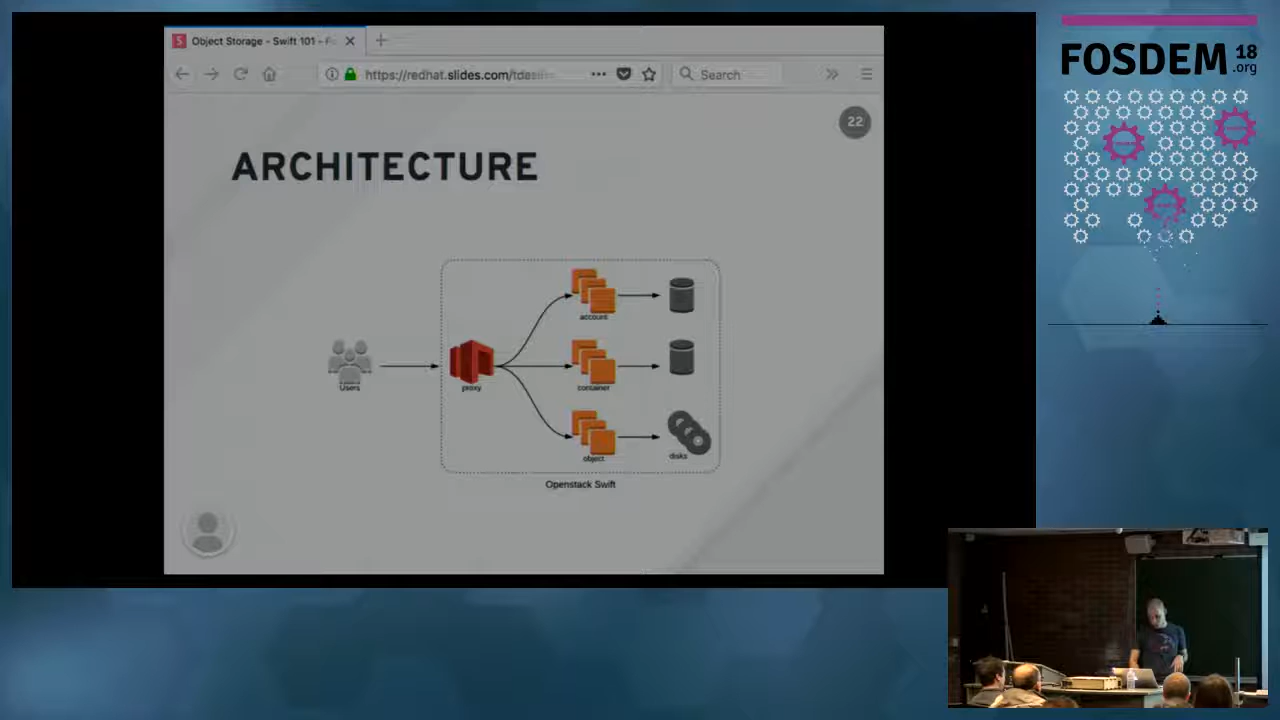 Object Storage - Swift 101 - F
https://redhat.slides.com/tdasil
Search
22
ARCHITECTURE
account
Users
proxy
container
object
disks
Openstack Swift
FOSDEM 18
.org